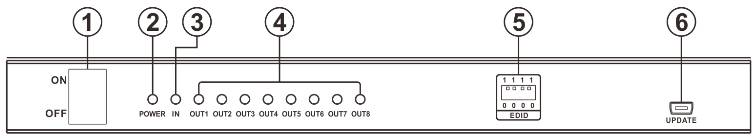 1 2 3 4 5 6
ON
OFF
POWER IN OUT1 OUT2 OUT3 OUT4 OUT5 OUT6 OUT7 OUT8
1 1 1 1
0 0 0 0
EDID
UPDATE